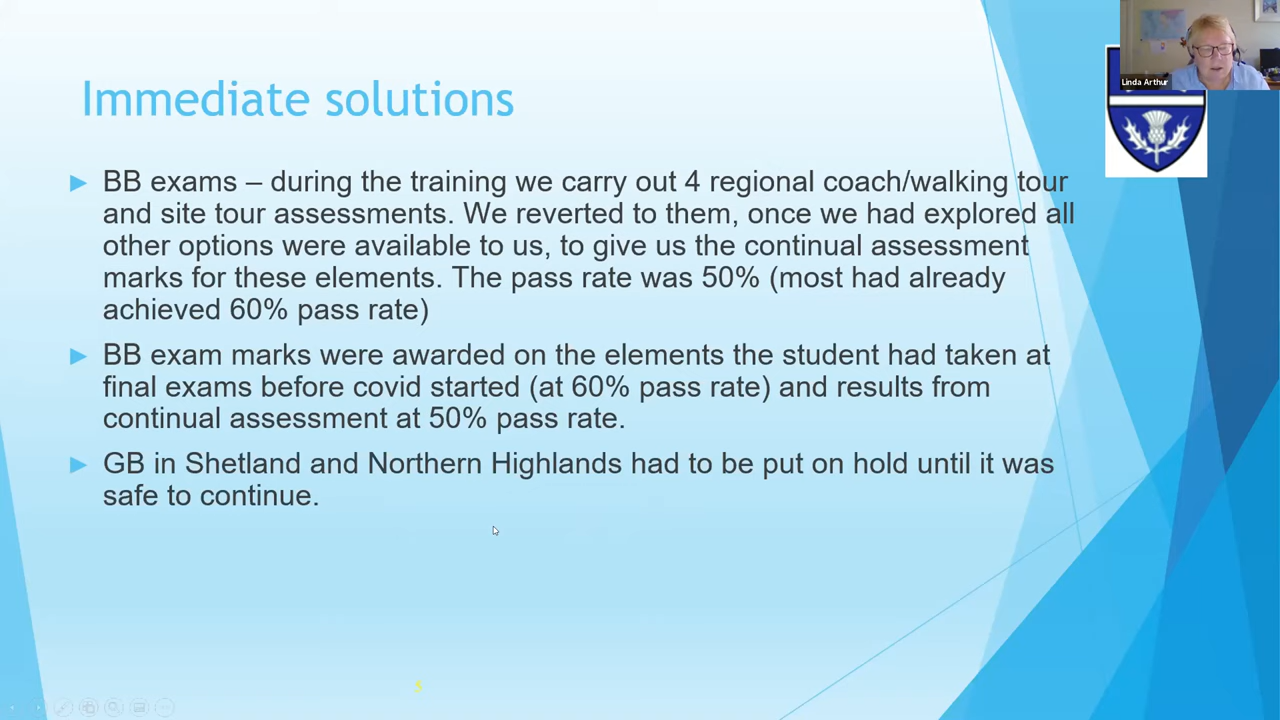 Linda Arthur
Immediate solutions
BB exams – during the training we carry out 4 regional coach/walking tour
and site tour assessments. We reverted to them, once we had explored all
other options were available to us, to give us the continual assessment
marks for these elements. The pass rate was 50% (most had already
achieved 60% pass rate)
BB exam marks were awarded on the elements the student had taken at
final exams before covid started (at 60% pass rate) and results from
continual assessment at 50% pass rate.
GB in Shetland and Northern Highlands had to be put on hold until it was
safe to continue.